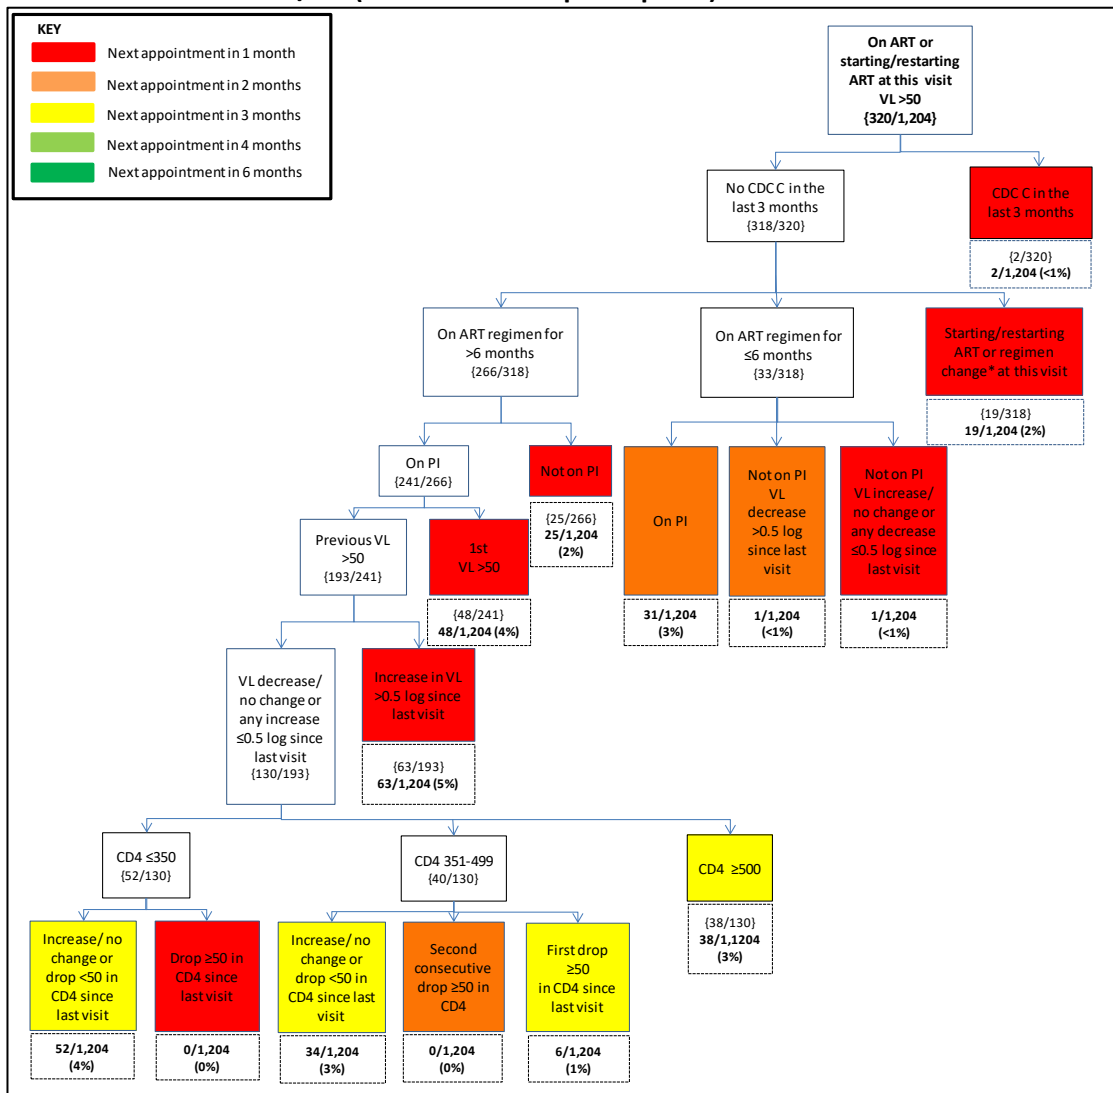 KEY
Next appointment in 1 month
Next appointment in 2 months
Next appointment in 3 months
Next appointment in 4 months
Next appointment in 6 months
On ART or
starting/restarting
ART at this visit
VL >50
{320/1,204}
No CDC C in the
last 3 months
{318/320}
CDC C in the
last 3 months
{2/320}
2/1,204 (<1%)
On ART regimen for
>6 months
{266/318}
On ART regimen for
≤6 months
{33/318}
Starting/restarting
ART or regimen
change* at this visit
{19/318}
19/1,204 (2%)
On PI
{241/266}
Not on PI
{25/266}
25/1,204
(2%)
On PI
31/1,204
(3%)
Not on PI
VL
decrease
>0.5 log
since last
visit
1/1,204
(<1%)
Not on PI
VL increase/
no change or
any decrease
≤0.5 log since
last visit
1/1,204
(<1%)
Previous VL
>50
{193/241}
1st
VL >50
{48/241}
48/1,204 (4%)
VL decrease/
no change or
any increase
≤0.5 log since
last visit
{130/193}
Increase in VL
>0.5 log since
last visit
{63/193}
63/1,204 (5%)
CD4 ≤350
{52/130}
CD4 351-499
{40/130}
CD4 ≥500
{38/130}
38/1,1204
(3%)
Increase/ no
change or
drop <50 in
CD4 since
last visit
52/1,204
(4%)
Drop ≥50 in
CD4 since
last visit
0/1,204
(0%)
Increase/ no
change or
drop <50 in
CD4 since last
visit
34/1,204
(3%)
Second
consecutive
drop ≥50 in
CD4
0/1,204
(0%)
First drop
≥50
in CD4 since
last visit
6/1,204
(1%)